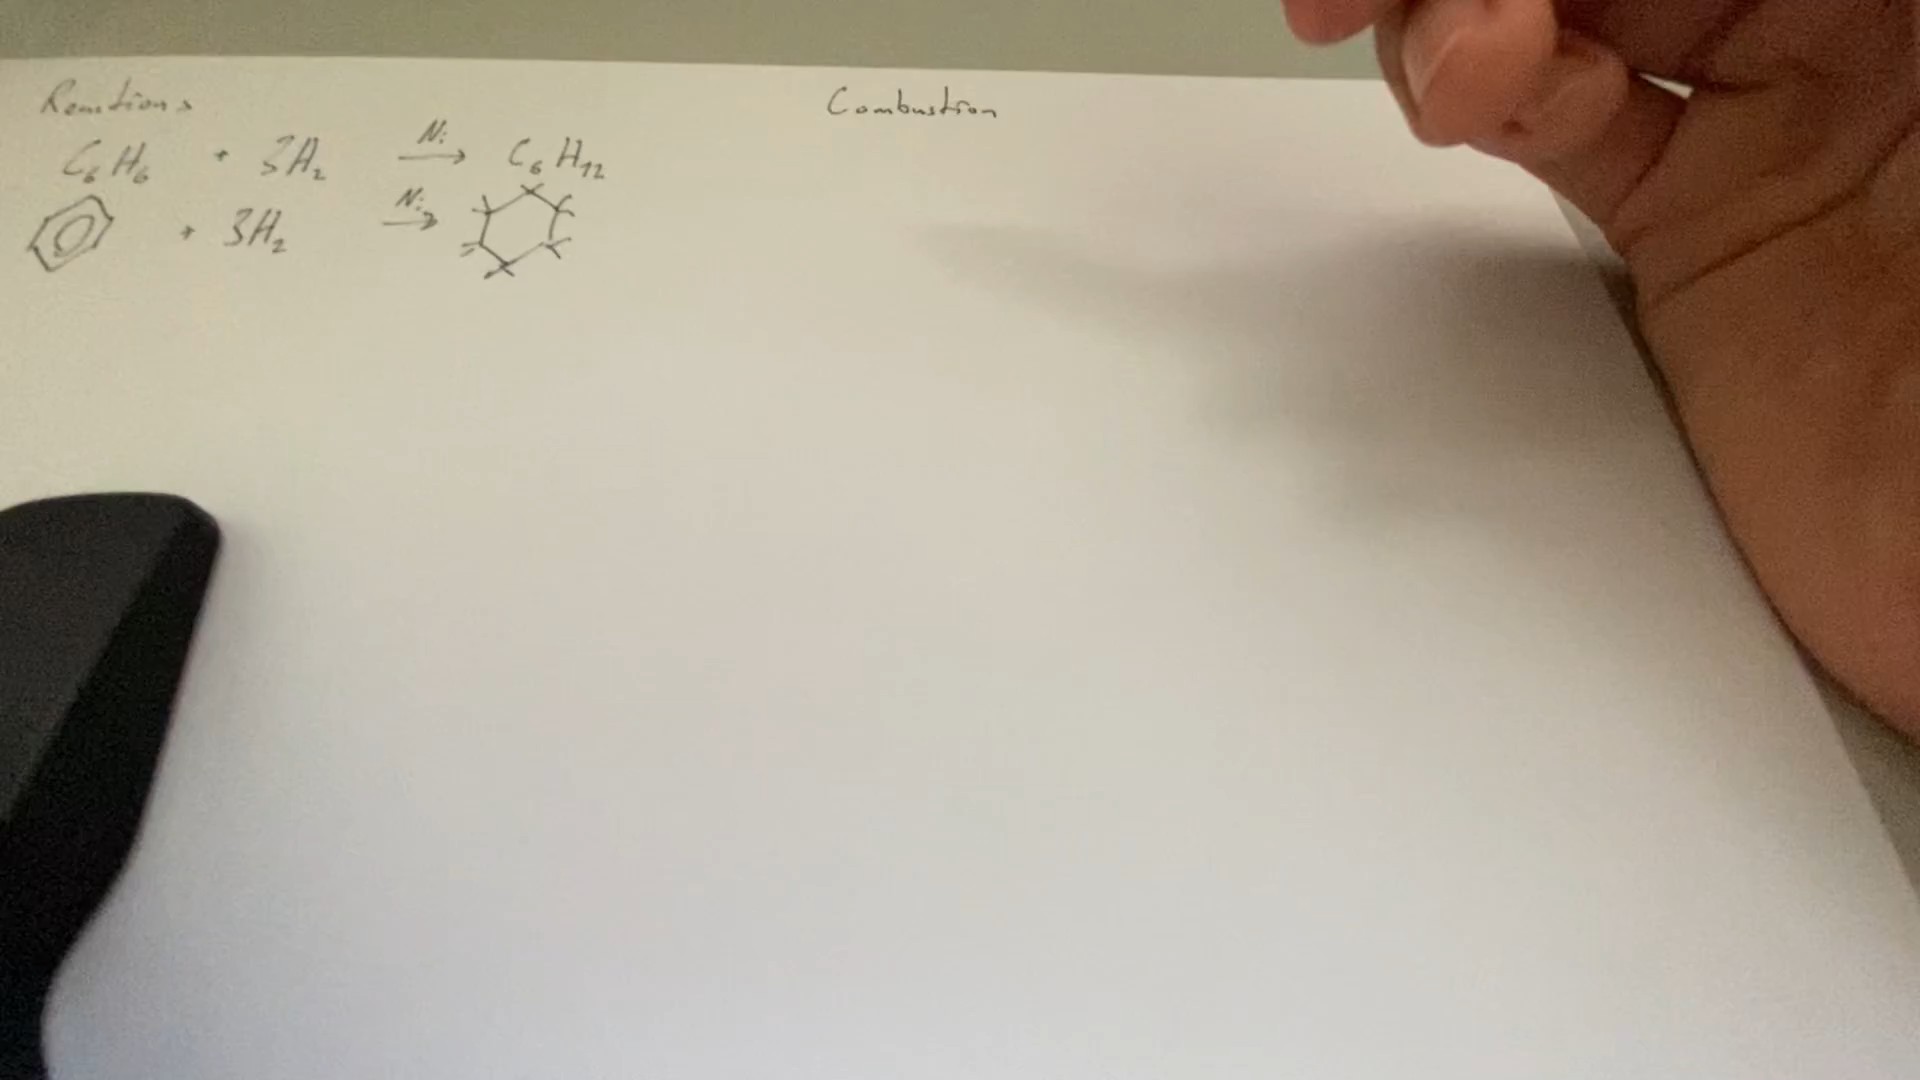 Reactions
C₆H₆ + 3H₂ Ni → C₆H₁₂
+ 3H₂ Ni →
Combustion